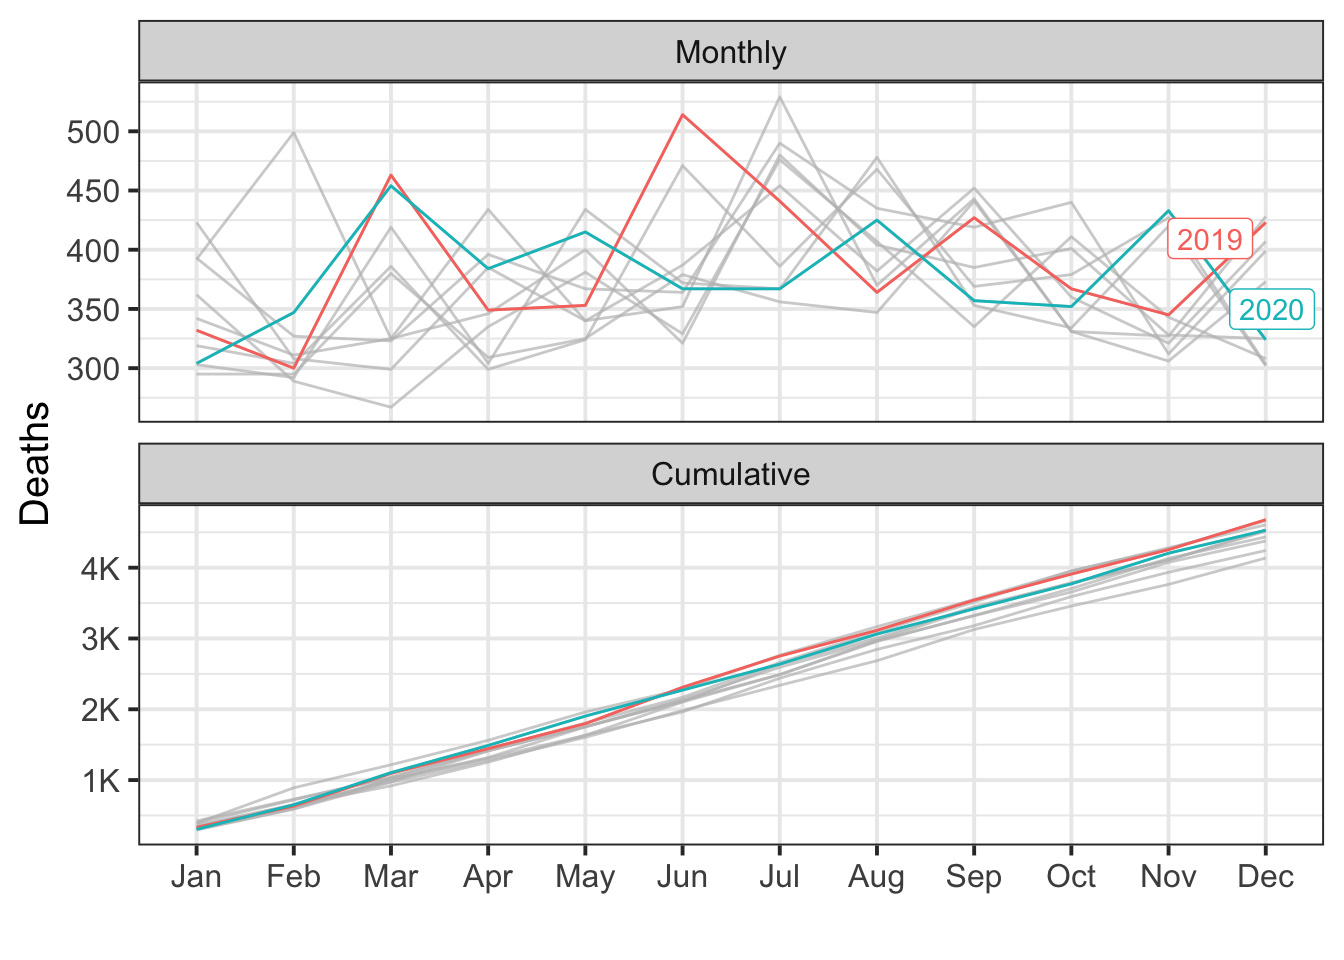 Monthly
500
450
400
350
300
2019
2020
Deaths
Cumulative
4K
3K
2K
1K
Jan Feb Mar Apr May Jun Jul Aug Sep Oct Nov Dec